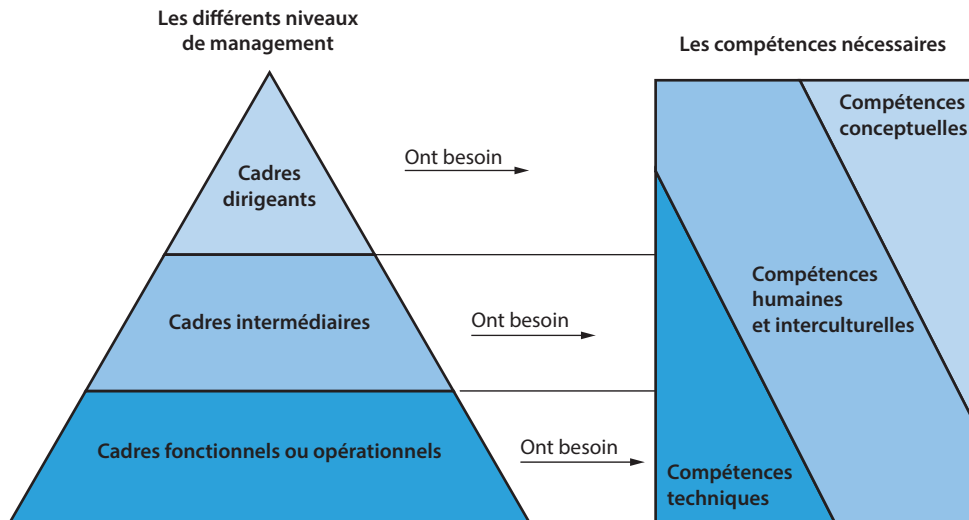 Les différents niveaux
de management
Les compétences nécessaires
Cadres
dirigeants
Ont besoin
Compétences
conceptuelles
Cadres intermédiaires
Ont besoin
Compétences
humaines
et interculturelles
Cadres fonctionnels ou opérationnels
Ont besoin
Compétences
techniques